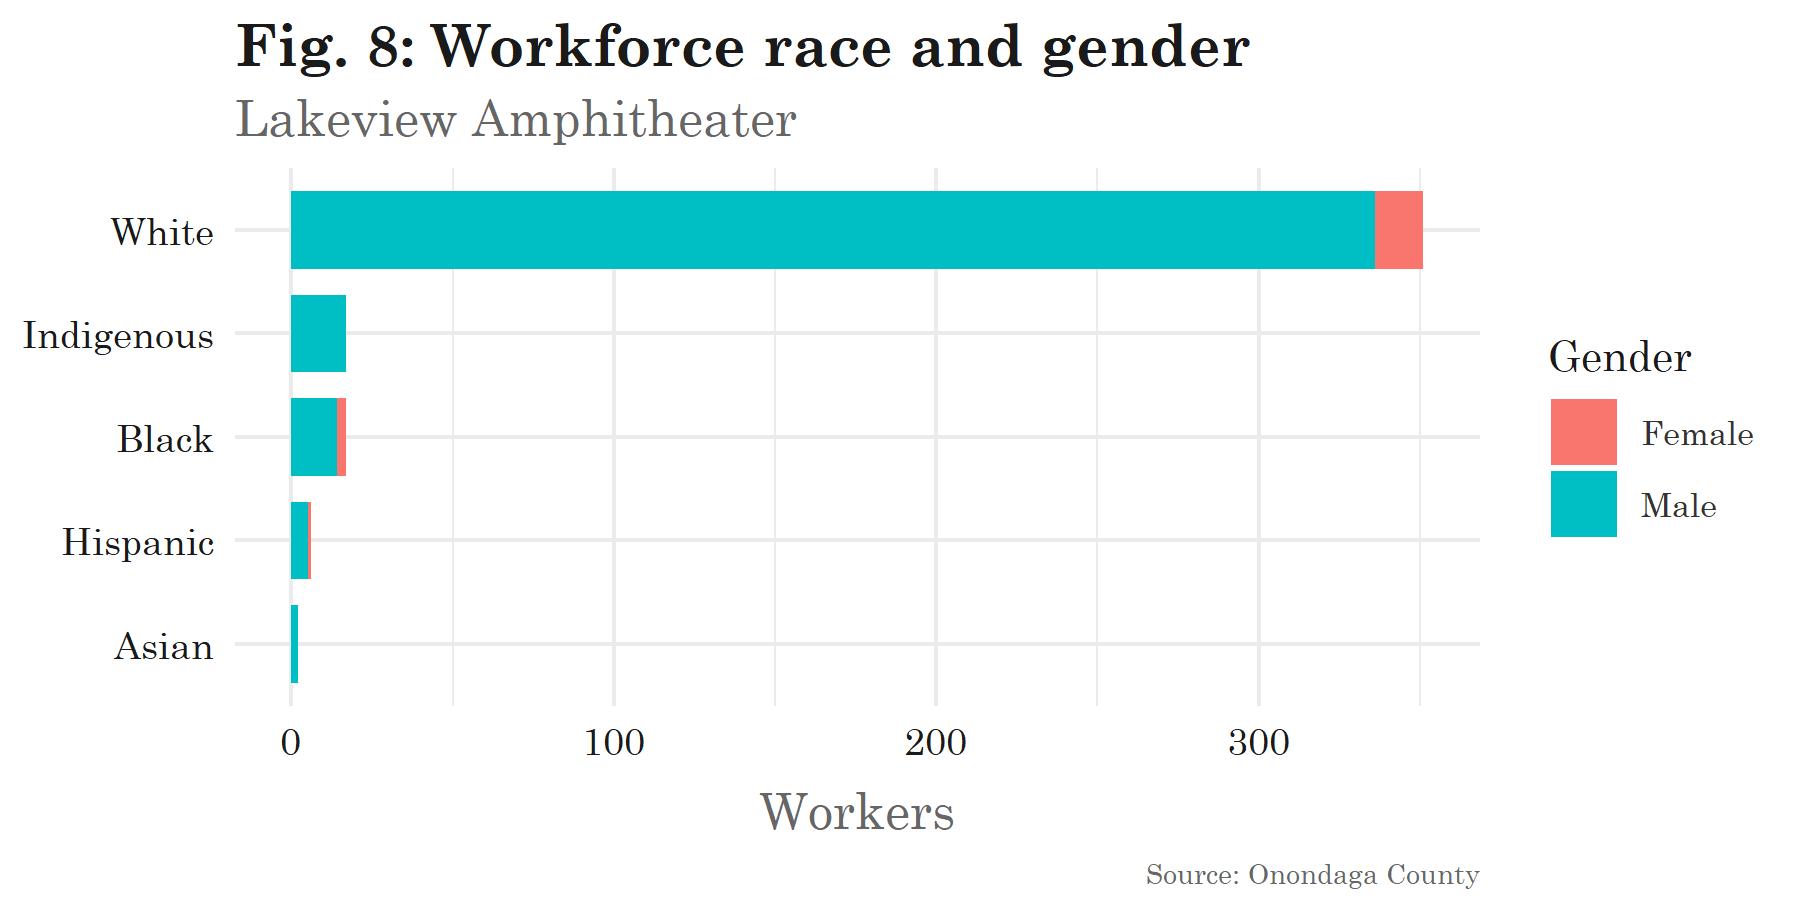 Fig. 8: Workforce race and gender
Lakeview Amphitheater
White
Indigenous
Black
Hispanic
Asian
0 100 200 300
Workers
Gender
Female
Male
Source: Onondaga County